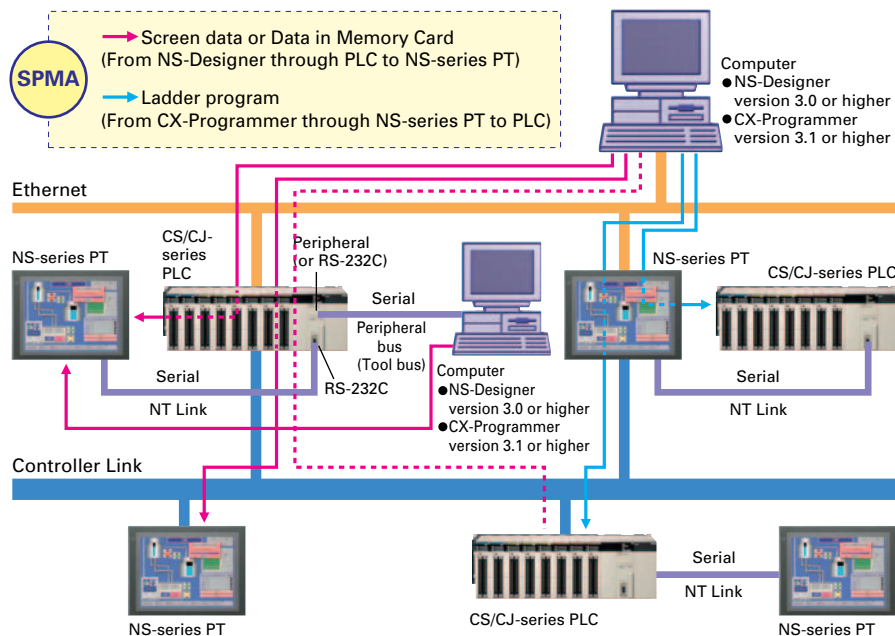 SPMA
Screen data or Data in Memory Card
(From NS-Designer through PLC to NS-series PT)
Ladder program
(From CX-Programmer through NS-series PT to PLC)
Computer
●NS-Designer
version 3.0 or higher
●CX-Programmer
version 3.1 or higher
Ethernet
NS-series PT
CS/CJ-
series
PLC
Peripheral
(or RS-232C)
Serial
Peripheral
bus
(Tool bus)
RS-232C
Serial
NT Link
Computer
●NS-Designer
version 3.0 or higher
●CX-Programmer
version 3.1 or higher
NS-series PT
CS/CJ-series PLC
Serial
NT Link
Controller Link
NS-series PT
CS/CJ-series PLC
Serial
NT Link
NS-series PT